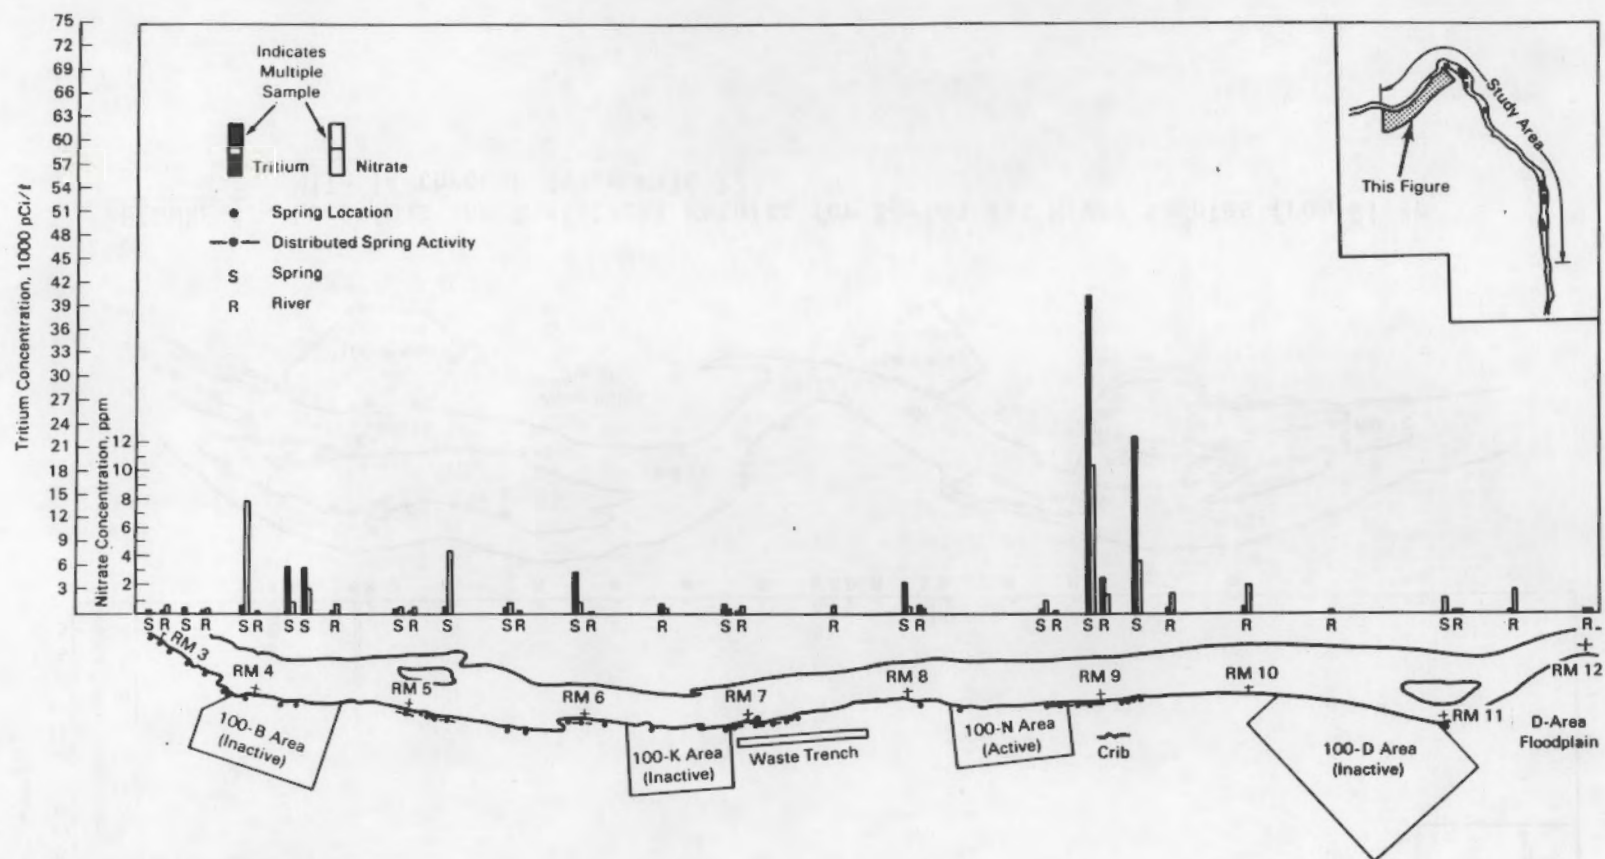 Tritium Concentration, 1000 pCi/ℓ
75
72
69
66
63
60
57
54
51
48
45
42
39
36
33
30
27
24
21
18
15
12
9
6
3
Nitrate Concentration, ppm
12
10
8
6
4
2
Indicates
Multiple
Sample
Tritium
Nitrate
Spring Location
Distributed Spring Activity
S Spring
R River
Study Area
This Figure
S R S R S R S S R S R S S R S R R S R R S R S R S R S R R R S R R R
RM 3
RM 4
RM 5
RM 6
RM 7
RM 8
RM 9
RM 10
RM 11
RM 12
100-B Area
(Inactive)
100-K Area
(Inactive)
Waste Trench
100-N Area
(Active)
Crib
100-D Area
(Inactive)
D-Area
Floodplain